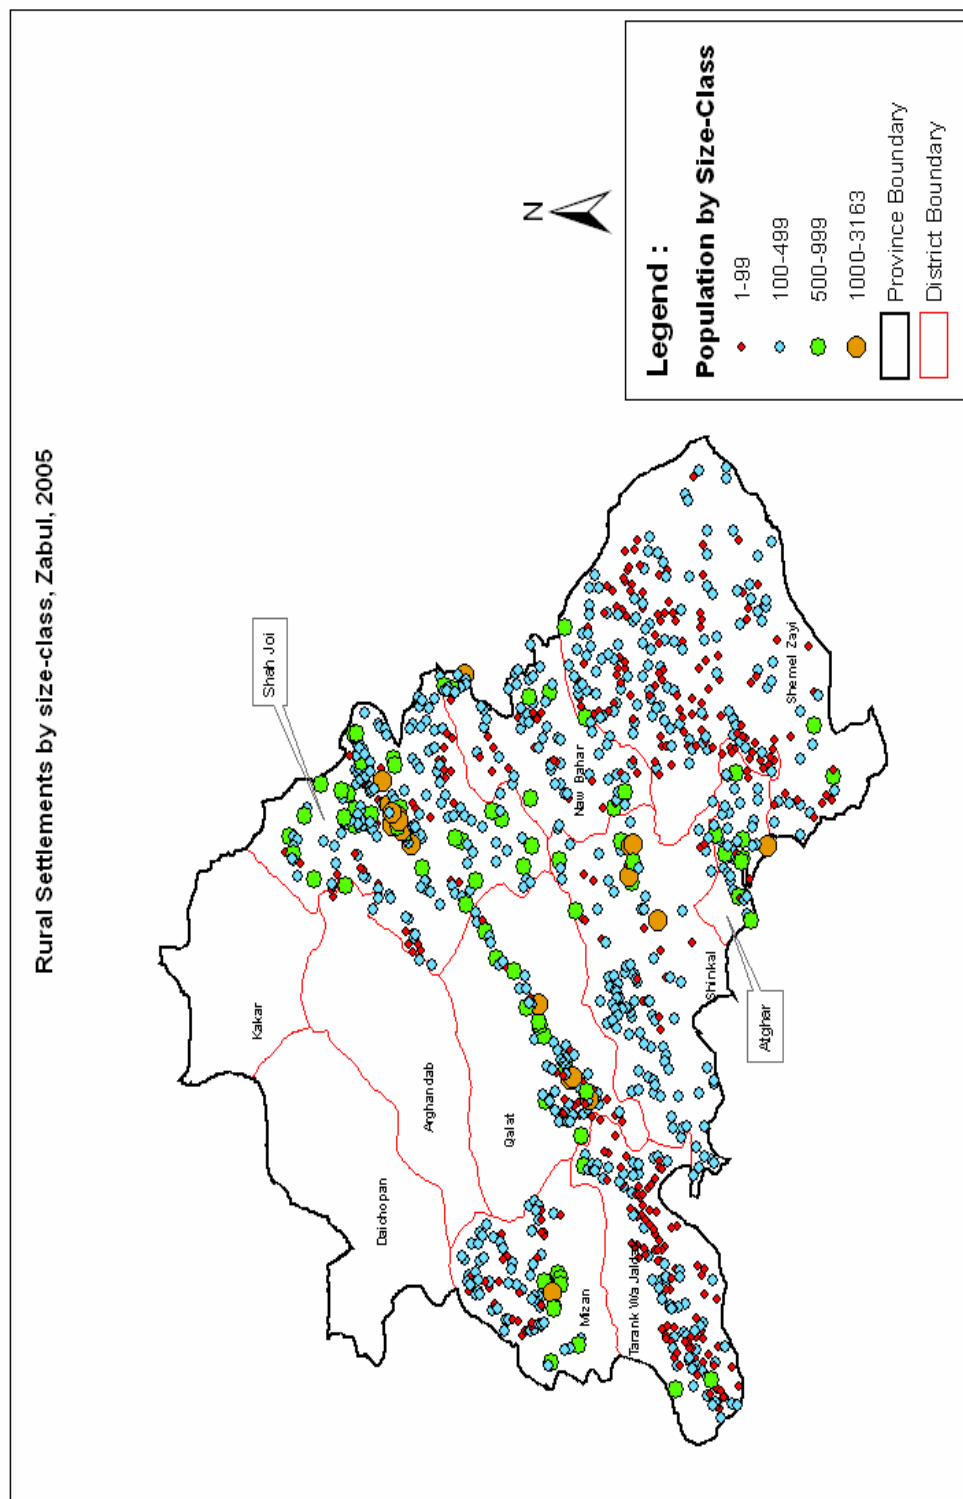 Rural Settlements by size-class, Zabul, 2005
Shah Joi
Kakar
Arghandab
Daichopan
Qalat
Naw Bahar
Mizan
Tarank Wa Jalda
Shinkal
Shemel Zayi
Atghar
N
Legend :
Population by Size-Class
1-99
100-499
500-999
1000-3163
Province Boundary
District Boundary